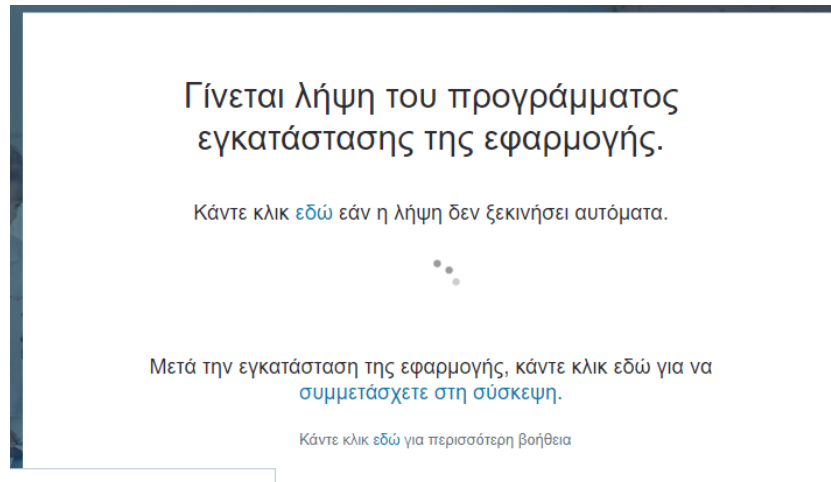 Γίνεται λήψη του προγράμματος
εγκατάστασης της εφαρμογής.
Κάντε κλικ εδώ εάν η λήψη δεν ξεκινήσει αυτόματα.
Μετά την εγκατάσταση της εφαρμογής, κάντε κλικ εδώ για να
συμμετάσχετε στη σύσκεψη.
Κάντε κλικ εδώ για περισσότερη βοήθεια